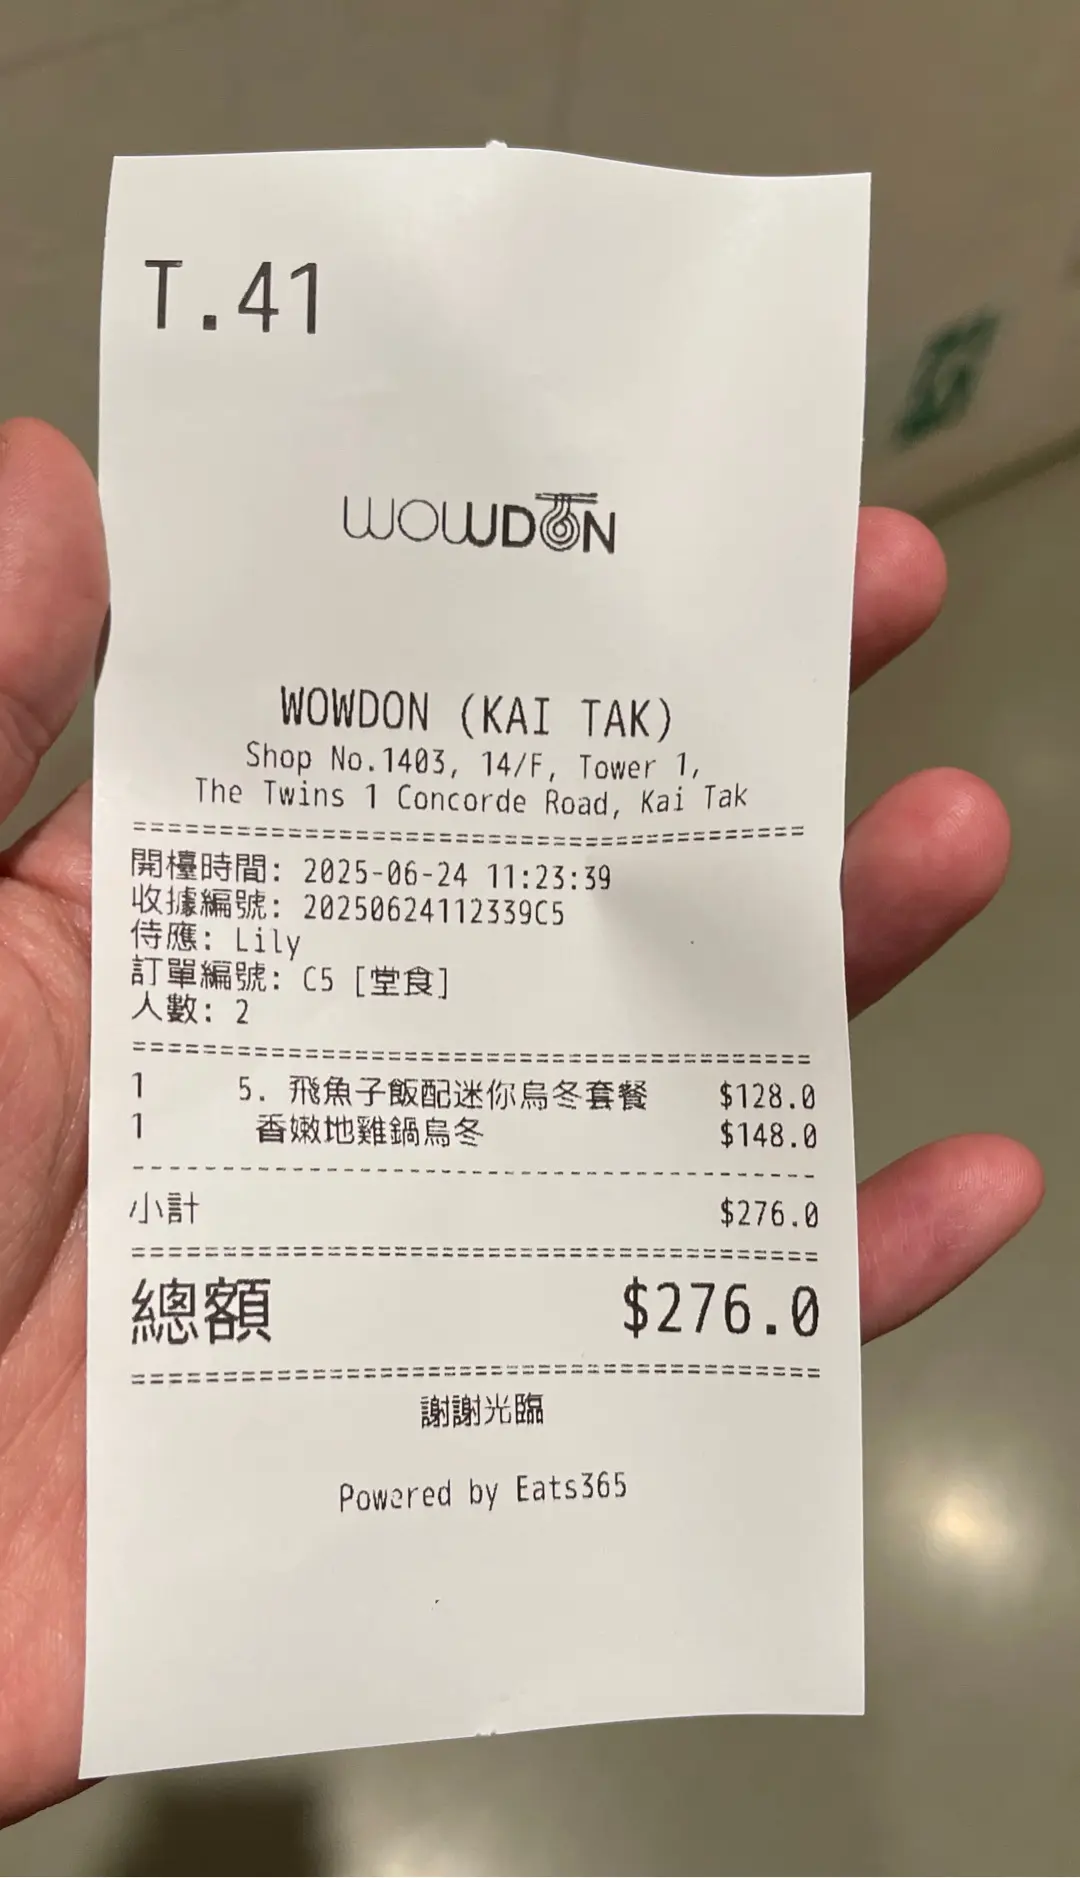 T.41
WOWDON
WOWDON (KAI TAK)
Shop No.1403, 14/F, Tower 1,
The Twins 1 Concorde Road, Kai Tak
========================================
開檯時間: 2025-06-24 11:23:39
收據編號: 20250624112339C5
侍應: Lily
訂單編號: C5 [堂食]
人數: 2
========================================
1 5. 飛魚子飯配迷你烏冬套餐 $128.0
1 香嫩地雞鍋烏冬 $148.0
----------------------------------------
小計 $276.0
========================================
總額 $276.0
========================================
謝謝光臨
Powered by Eats365